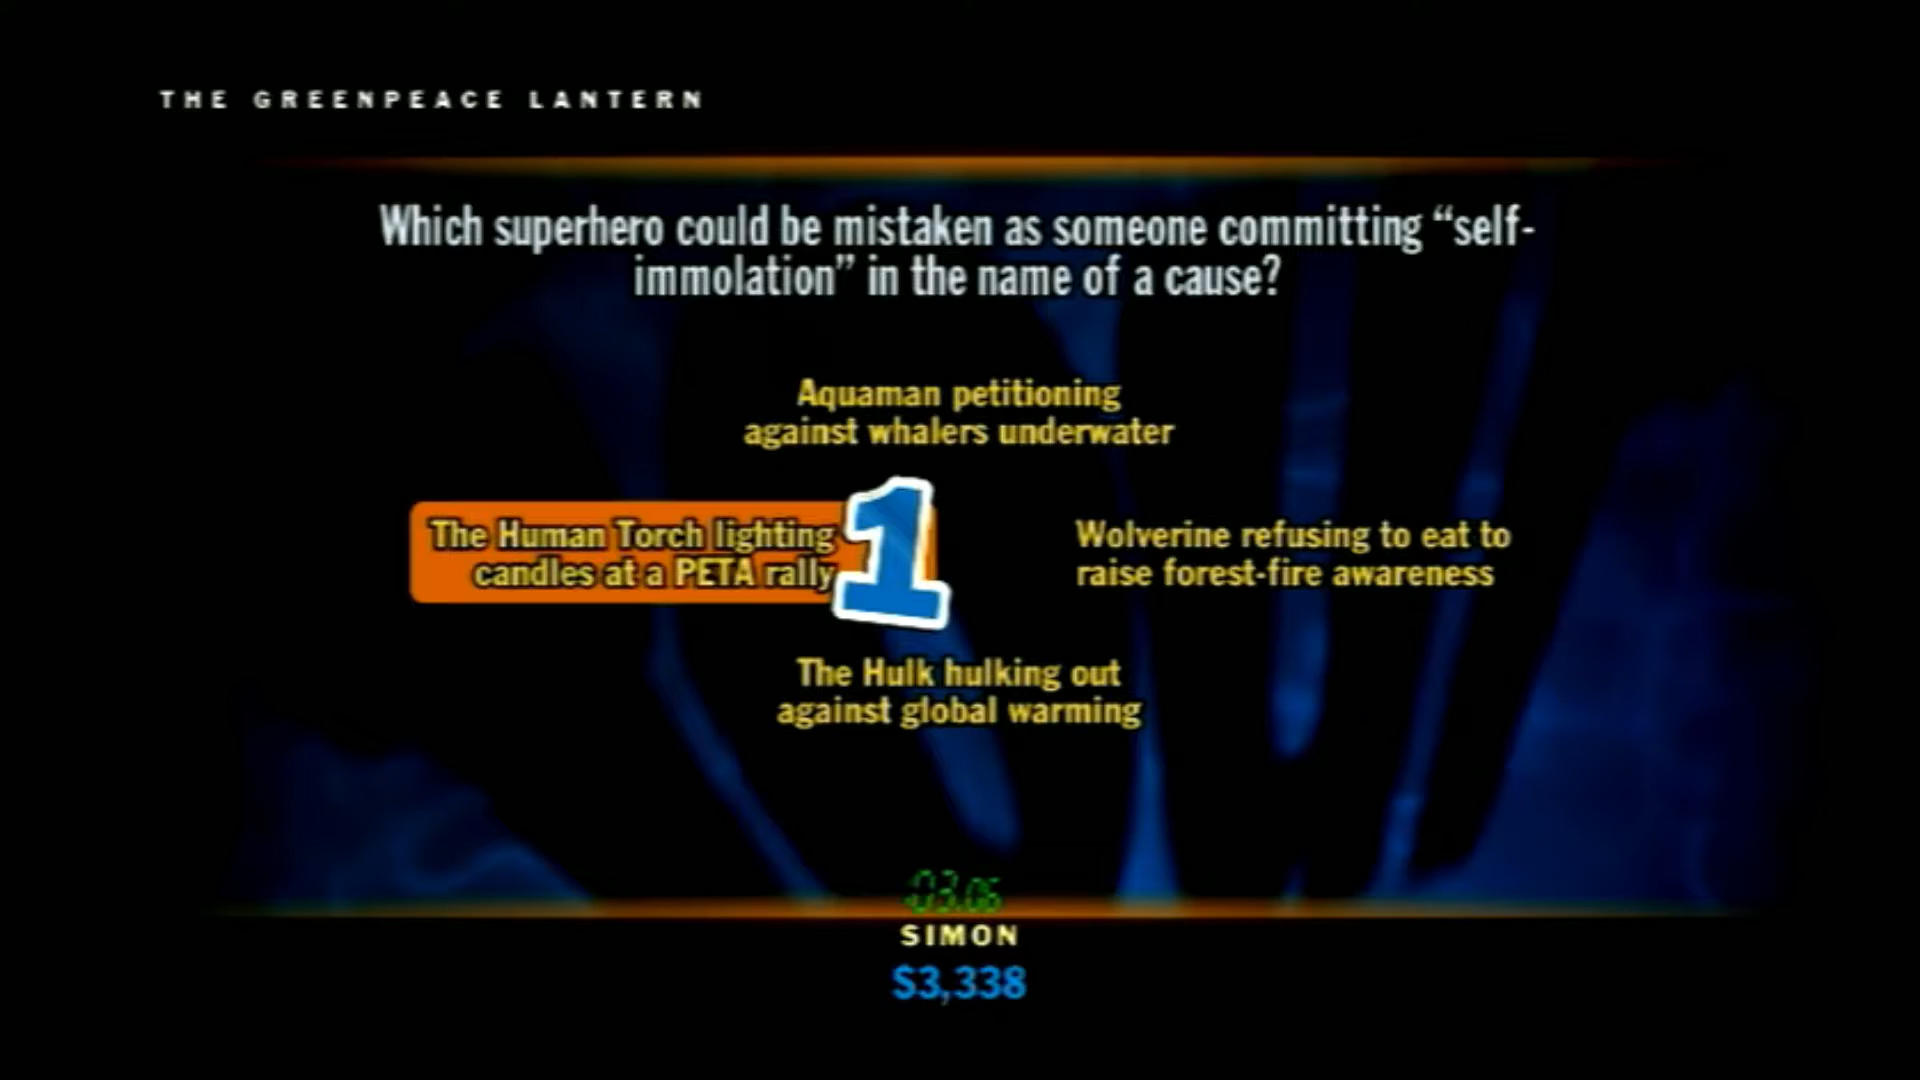 THE GREENPEACE LANTERN
Which superhero could be mistaken as someone committing “self-
immolation” in the name of a cause?
Aquaman petitioning
against whalers underwater
The Human Torch lighting
candles at a PETA rally
1
Wolverine refusing to eat to
raise forest-fire awareness
The Hulk hulking out
against global warming
03.06
SIMON
$3,338